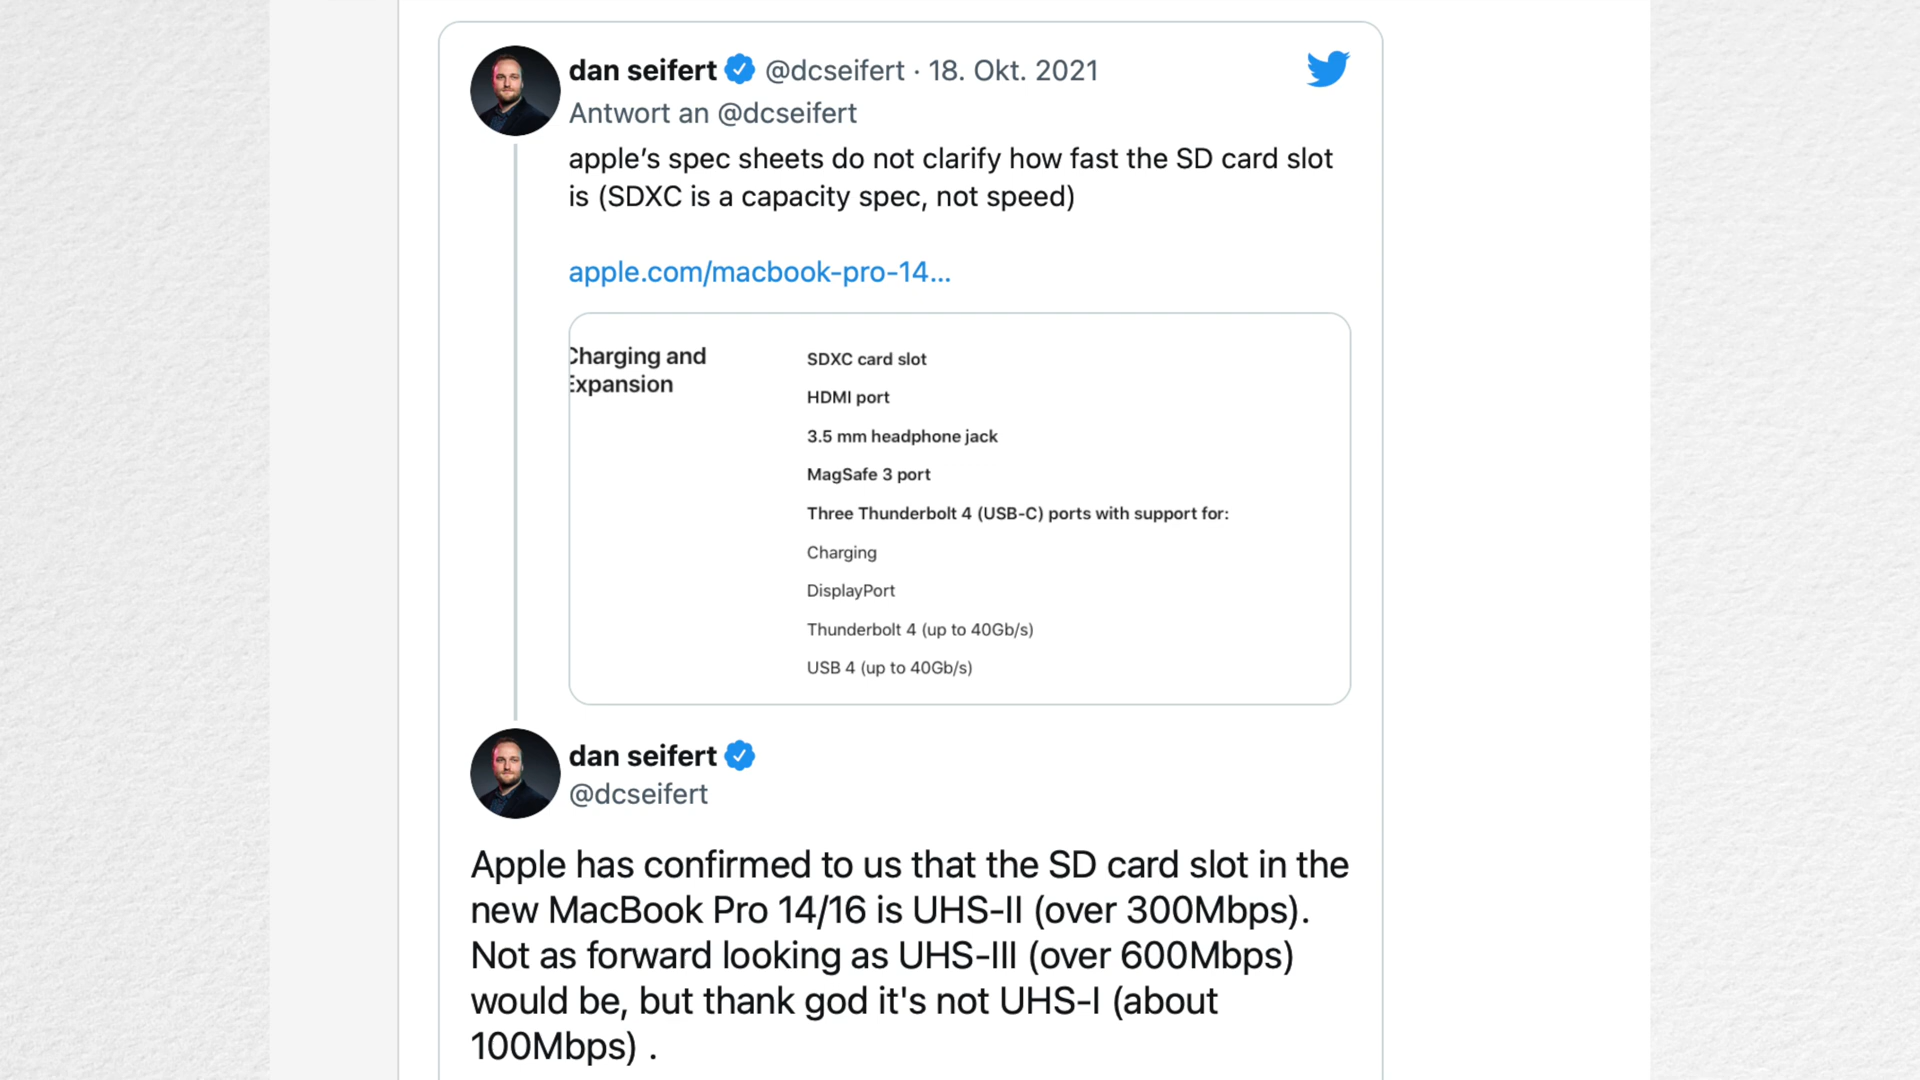 dan seifert @dcseifert · 18. Okt. 2021
Antwort an @dcseifert
apple’s spec sheets do not clarify how fast the SD card slot
is (SDXC is a capacity spec, not speed)
apple.com/macbook-pro-14...
Charging and
Expansion
SDXC card slot
HDMI port
3.5 mm headphone jack
MagSafe 3 port
Three Thunderbolt 4 (USB-C) ports with support for:
Charging
DisplayPort
Thunderbolt 4 (up to 40Gb/s)
USB 4 (up to 40Gb/s)
dan seifert
@dcseifert
Apple has confirmed to us that the SD card slot in the
new MacBook Pro 14/16 is UHS-II (over 300Mbps).
Not as forward looking as UHS-III (over 600Mbps)
would be, but thank god it's not UHS-I (about
100Mbps) .